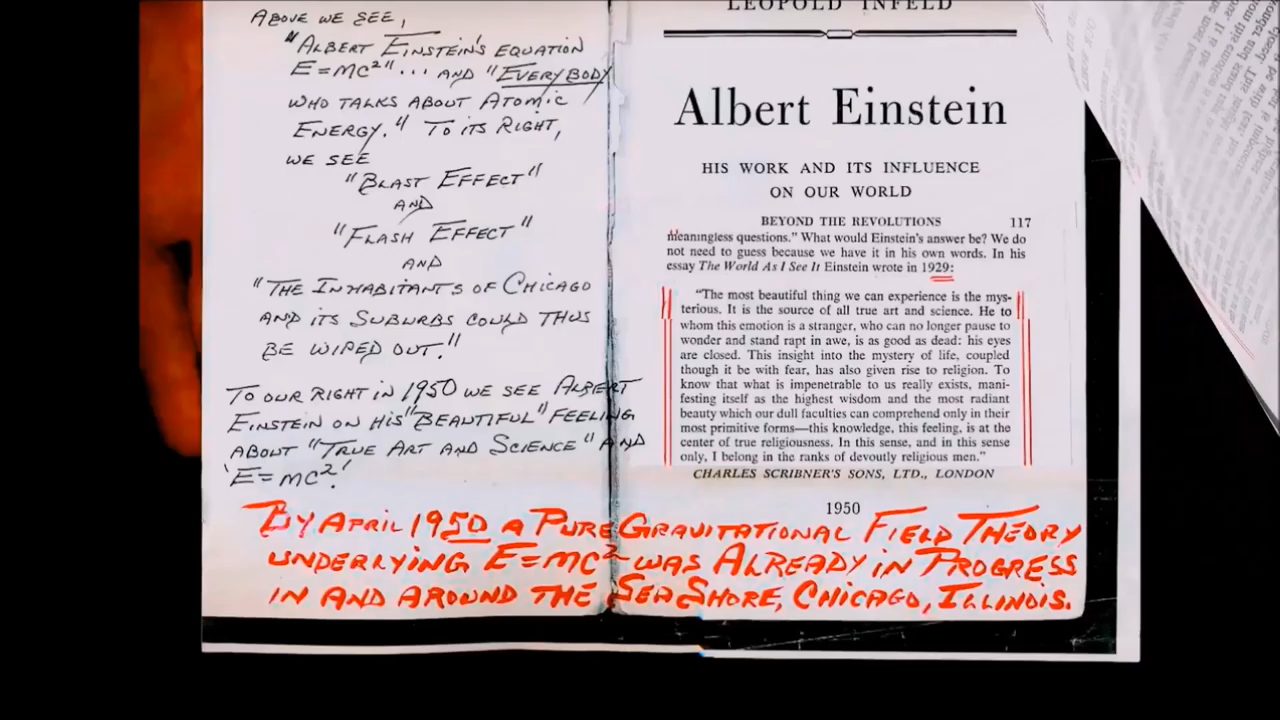 ABOVE WE SEE,
"ALBERT EINSTEIN'S EQUATION
E=MC²"... AND "EVERYBODY
WHO TALKS ABOUT ATOMIC
ENERGY." TO ITS RIGHT,
WE SEE
"BLAST EFFECT"
AND
"FLASH EFFECT"
AND
"THE INHABITANTS OF CHICAGO
AND ITS SUBURBS COULD THUS
BE WIPED OUT."
TO OUR RIGHT IN 1950 WE SEE ALBERT
EINSTEIN ON HIS "BEAUTIFUL" FEELING
ABOUT "TRUE ART AND SCIENCE" AND
'E=MC².'
LEOPOLD INFELD
Albert Einstein
HIS WORK AND ITS INFLUENCE
ON OUR WORLD
BEYOND THE REVOLUTIONS 117
meaningless questions." What would Einstein's answer be? We do
not need to guess because we have it in his own words. In his
essay The World As I See It Einstein wrote in 1929:
"The most beautiful thing we can experience is the mys-
terious. It is the source of all true art and science. He to
whom this emotion is a stranger, who can no longer pause to
wonder and stand rapt in awe, is as good as dead: his eyes
are closed. This insight into the mystery of life, coupled
though it be with fear, has also given rise to religion. To
know that what is impenetrable to us really exists, mani-
festing itself as the highest wisdom and the most radiant
beauty which our dull faculties can comprehend only in their
most primitive forms—this knowledge, this feeling, is at the
center of true religiousness. In this sense, and in this sense
only, I belong in the ranks of devoutly religious men."
CHARLES SCRIBNER'S SONS, LTD., LONDON
1950
BY APRIL 1950 A PURE GRAVITATIONAL FIELD THEORY
UNDERLYING E=MC² WAS ALREADY IN PROGRESS
IN AND AROUND THE SEA SHORE, CHICAGO, ILLINOIS.